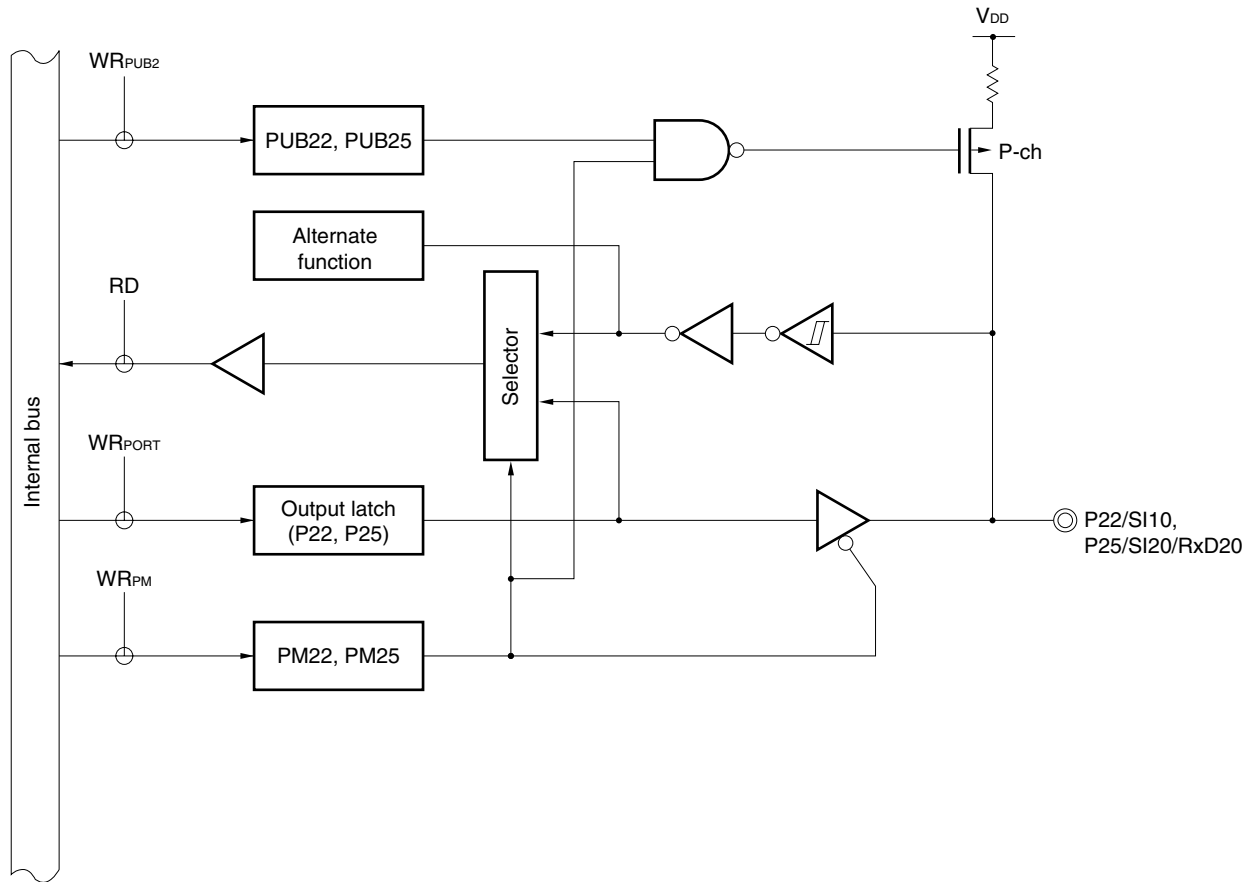 VDD
WRPUB2
PUB22, PUB25
P-ch
Alternate
function
RD
Selector
Internal bus
WRPORT
Output latch
(P22, P25)
P22/SI10,
P25/SI20/RxD20
WRPM
PM22, PM25